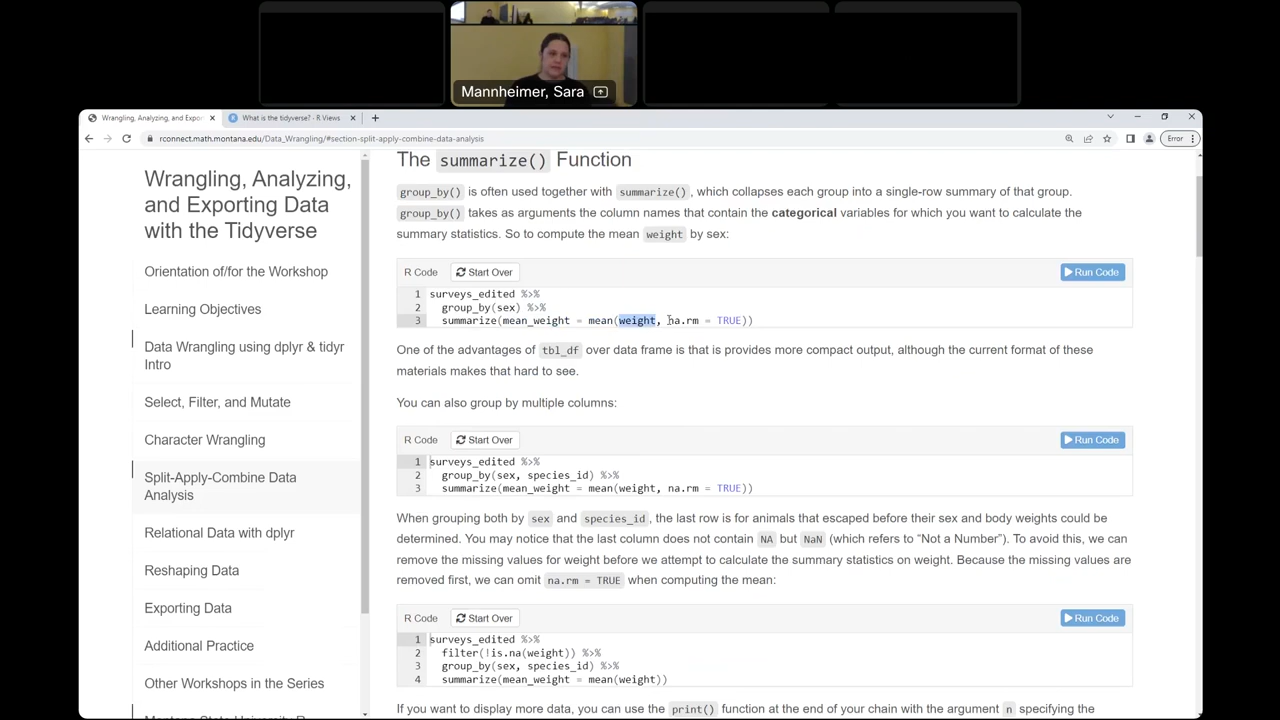 Mannheimer, Sara
Wrangling, Analyzing, and Expor
What is the tidyverse? · R Views
rconnect.math.montana.edu/Data_Wrangling/#section-split-apply-combine-data-analysis
Error
Wrangling, Analyzing,
and Exporting Data
with the Tidyverse
Orientation of/for the Workshop
Learning Objectives
Data Wrangling using dplyr & tidyr
Intro
Select, Filter, and Mutate
Character Wrangling
Split-Apply-Combine Data
Analysis
Relational Data with dplyr
Reshaping Data
Exporting Data
Additional Practice
Other Workshops in the Series
Montana State University R
The summarize() Function
group_by() is often used together with summarize(), which collapses each group into a single-row summary of that group.
group_by() takes as arguments the column names that contain the categorical variables for which you want to calculate the
summary statistics. So to compute the mean weight by sex:
R Code Start Over Run Code
1 surveys_edited %>%
2 group_by(sex) %>%
3 summarize(mean_weight = mean(weight, na.rm = TRUE))
One of the advantages of tbl_df over data frame is that is provides more compact output, although the current format of these
materials makes that hard to see.
You can also group by multiple columns:
R Code Start Over Run Code
1 surveys_edited %>%
2 group_by(sex, species_id) %>%
3 summarize(mean_weight = mean(weight, na.rm = TRUE))
When grouping both by sex and species_id, the last row is for animals that escaped before their sex and body weights could be
determined. You may notice that the last column does not contain NA but NaN (which refers to “Not a Number”). To avoid this, we can
remove the missing values for weight before we attempt to calculate the summary statistics on weight. Because the missing values are
removed first, we can omit na.rm = TRUE when computing the mean:
R Code Start Over Run Code
1 surveys_edited %>%
2 filter(!is.na(weight)) %>%
3 group_by(sex, species_id) %>%
4 summarize(mean_weight = mean(weight))
If you want to display more data, you can use the print() function at the end of your chain with the argument n specifying the